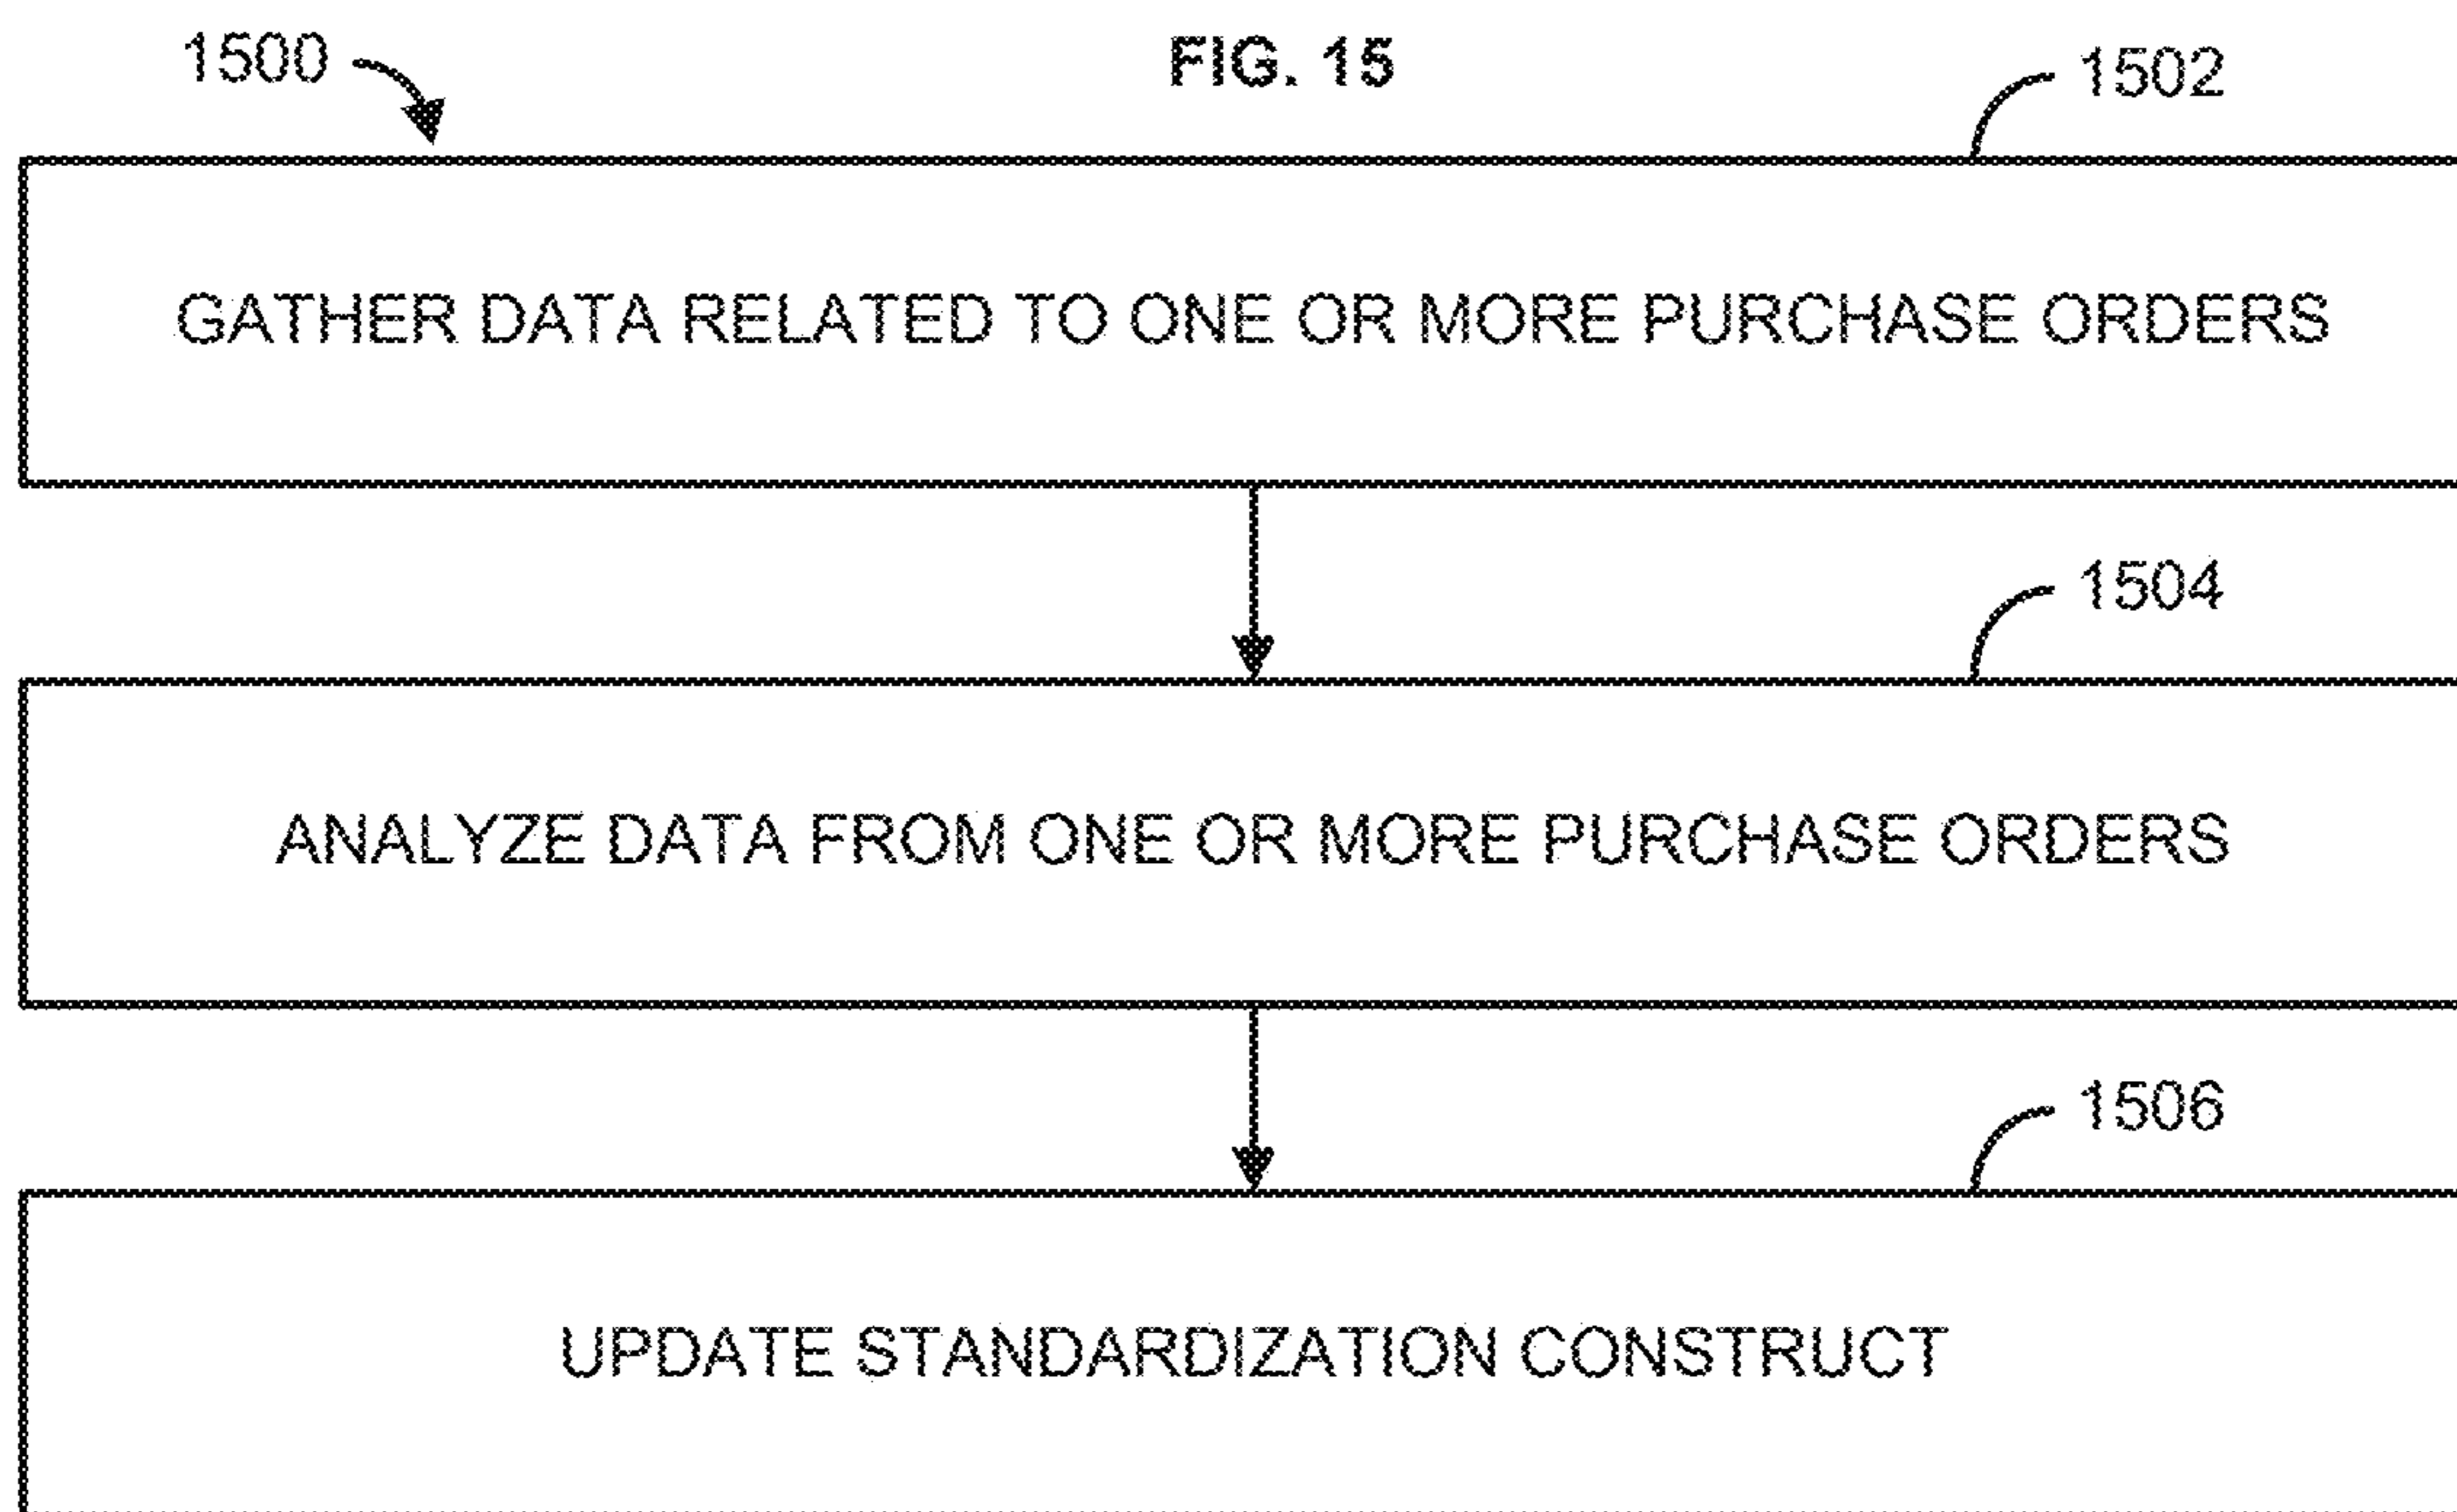 1500
FIG. 15
1502
GATHER DATA RELATED TO ONE OR MORE PURCHASE ORDERS
1504
ANALYZE DATA FROM ONE OR MORE PURCHASE ORDERS
1506
UPDATE STANDARDIZATION CONSTRUCT